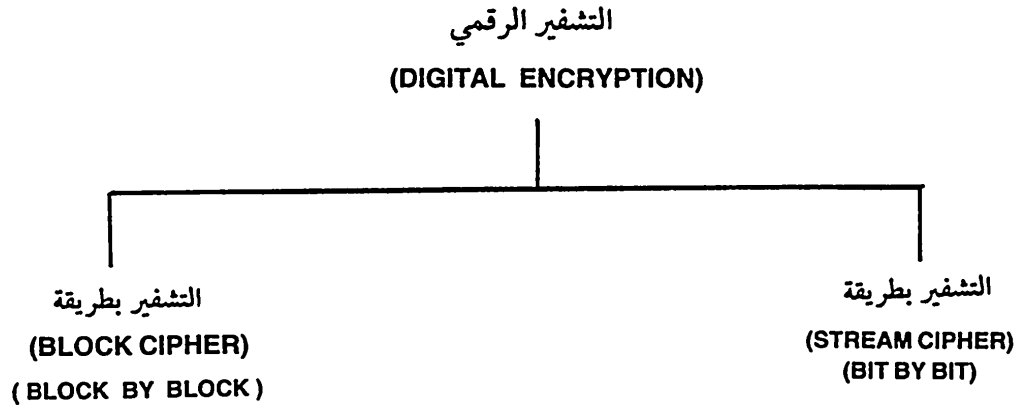 التشفير الرقمي
(DIGITAL ENCRYPTION)
التشفير بطريقة
(STREAM CIPHER)
(BIT BY BIT)
التشفير بطريقة
(BLOCK CIPHER)
( BLOCK BY BLOCK )